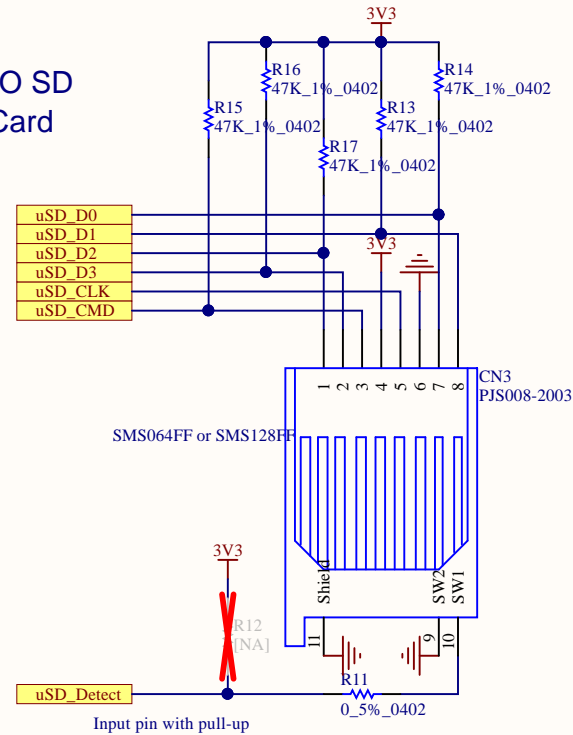 3V3
O SD
Card
R16
47K_1%_0402
R14
47K_1%_0402
R15
47K_1%_0402
R13
47K_1%_0402
R17
47K_1%_0402
uSD_D0
uSD_D1
uSD_D2
uSD_D3
uSD_CLK
uSD_CMD
3V3
1
2
3
4
5
6
7
8
CN3
PJS008-2003
SMS064FF or SMS128FF
Shield
SW2
SW1
11
9
10
3V3
R12
[NA]
R11
0_5%_0402
uSD_Detect
Input pin with pull-up